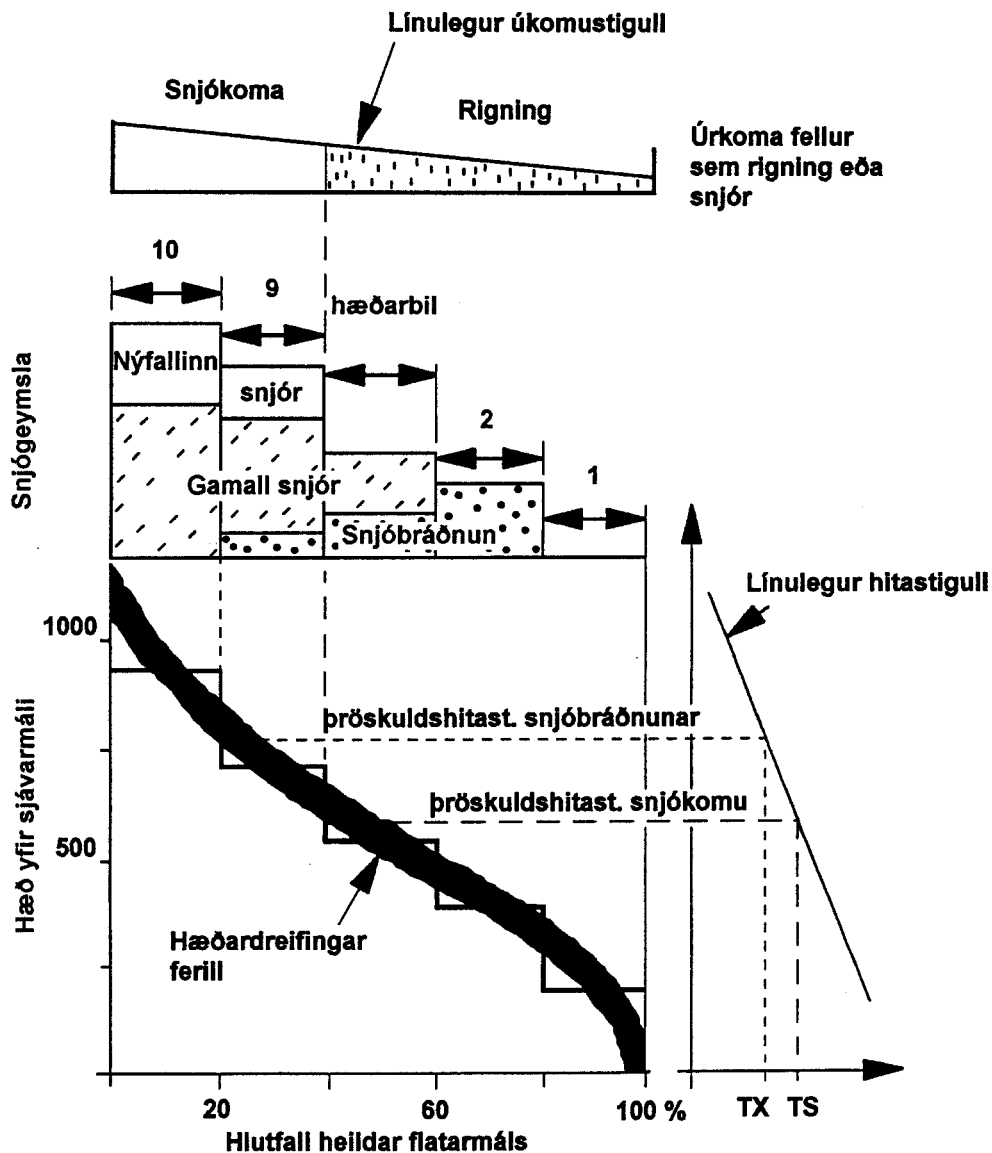 Línulegur úkomustigull
Snjókoma
Rigning
Úrkoma fellur
sem rigning eða
snjór
10
9
hæðarbil
2
1
Snjógeymsla
Nýfallinn
snjór
Gamall snjór
Snjóbráðnun
Línulegur hitastigull
Hæð yfir sjávarmáli
1000
500
þröskuldshitast. snjóbráðnunar
þröskuldshitast. snjókomu
Hæðardreifingar
ferill
20
60
100 %
TX
TS
Hlutfall heildar flatarmáls